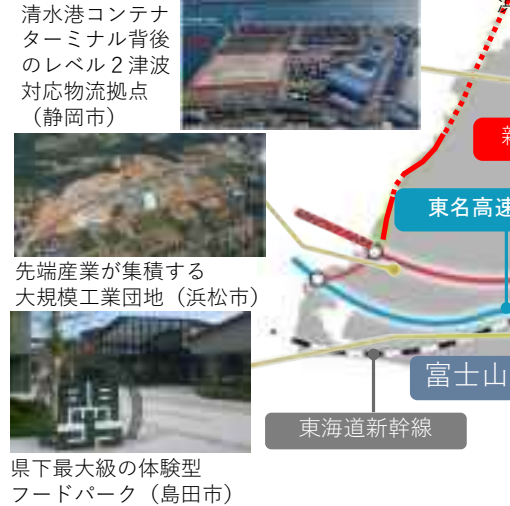 清水港コンテナ
ターミナル背後
のレベル２津波
対応物流拠点
（静岡市）
新
東名高速
先端産業が集積する
大規模工業団地（浜松市）
富士山
東海道新幹線
県下最大級の体験型
フードパーク（島田市）